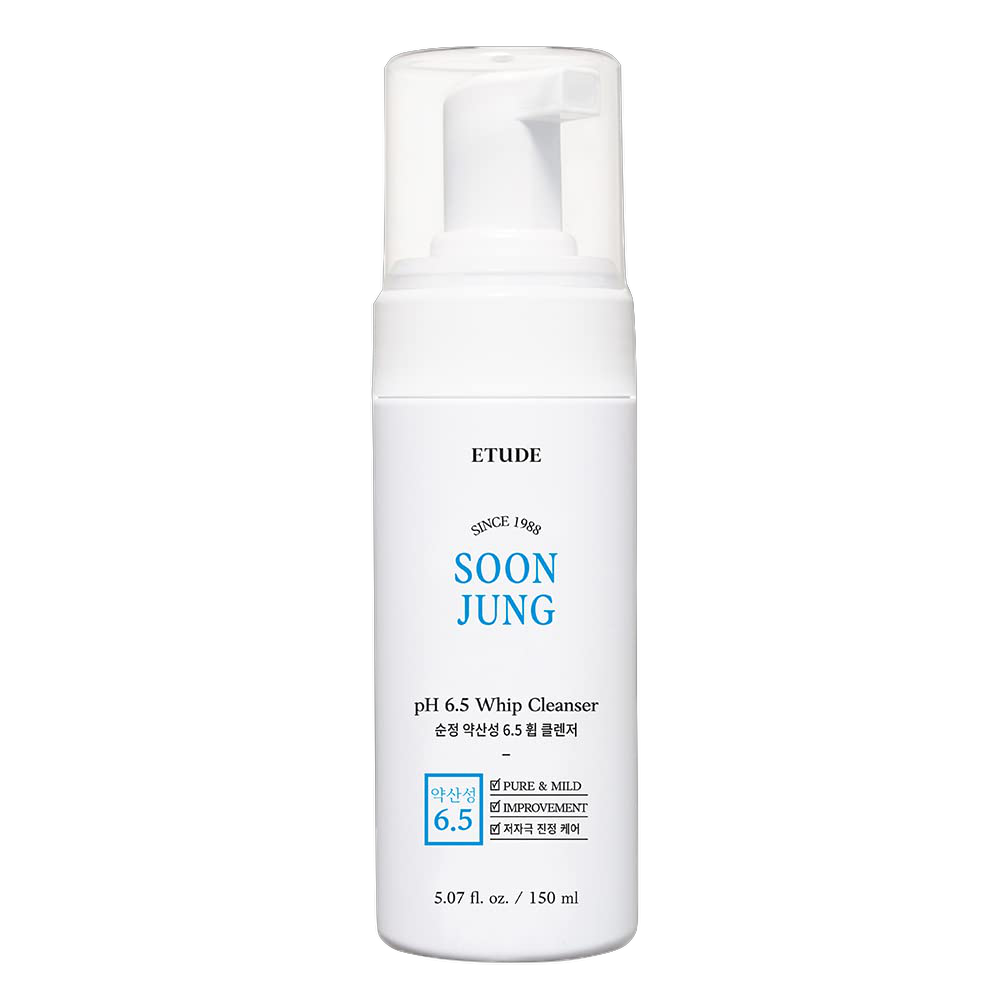 ETUDE
SINCE 1988
SOON
JUNG
pH 6.5 Whip Cleanser
순정 약산성 6.5 휩 클렌저
–
약산성
6.5
PURE & MILD
IMPROVEMENT
저자극 진정 케어
5.07 fl. oz. / 150 ml